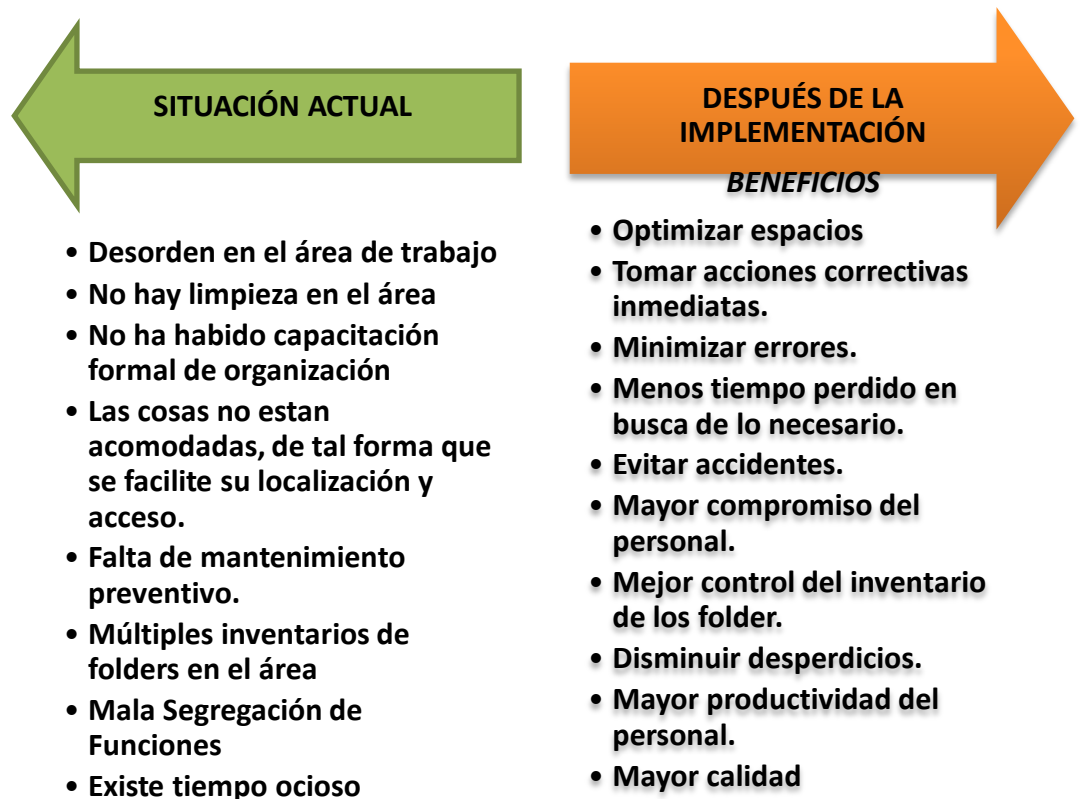 SITUACIÓN ACTUAL
• Desorden en el área de trabajo
• No hay limpieza en el área
• No ha habido capacitación
formal de organización
• Las cosas no estan
acomodadas, de tal forma que
se facilite su localización y
acceso.
• Falta de mantenimiento
preventivo.
• Múltiples inventarios de
folders en el área
• Mala Segregación de
Funciones
• Existe tiempo ocioso
DESPUÉS DE LA
IMPLEMENTACIÓN
BENEFICIOS
• Optimizar espacios
• Tomar acciones correctivas
inmediatas.
• Minimizar errores.
• Menos tiempo perdido en
busca de lo necesario.
• Evitar accidentes.
• Mayor compromiso del
personal.
• Mejor control del inventario
de los folder.
• Disminuir desperdicios.
• Mayor productividad del
personal.
• Mayor calidad